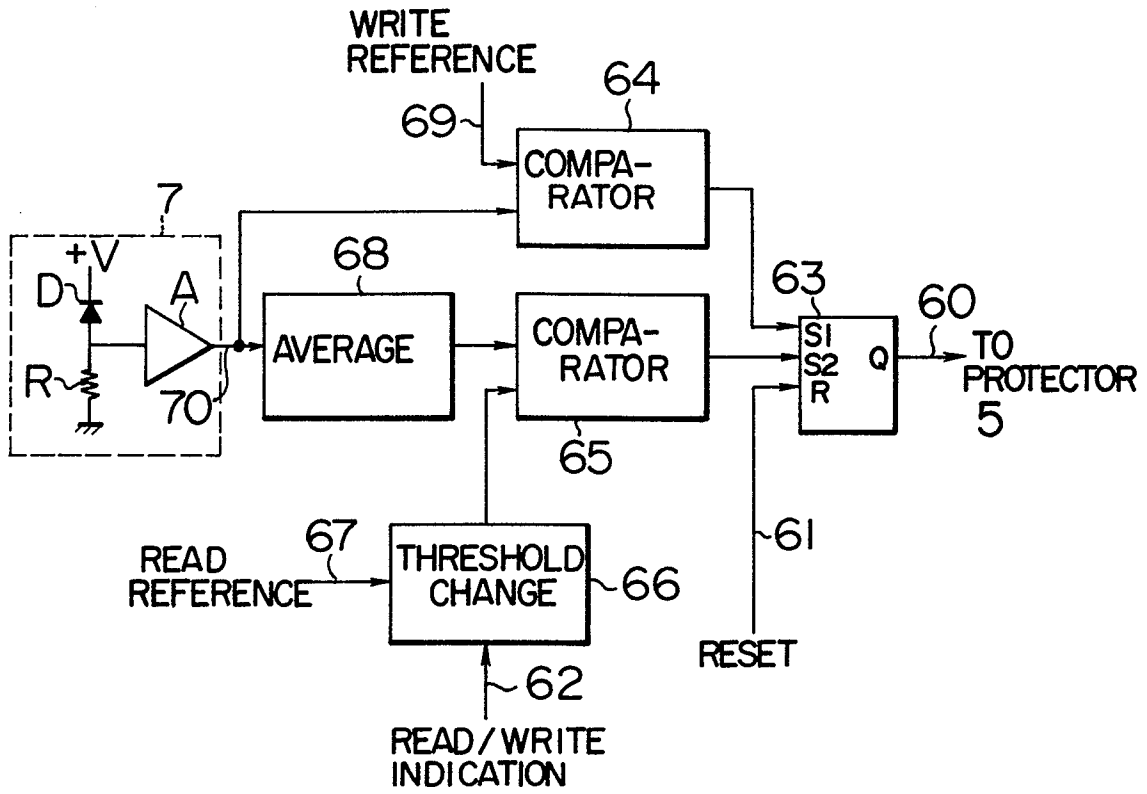 WRITE
REFERENCE
69
64
COMPA-
RATOR
7
+V
D
A
R
70
68
AVERAGE
COMPA-
RATOR
65
63
S1
S2
R
Q
60
TO
PROTECTOR
5
READ
REFERENCE
67
THRESHOLD
CHANGE
66
61
RESET
62
READ/WRITE
INDICATION